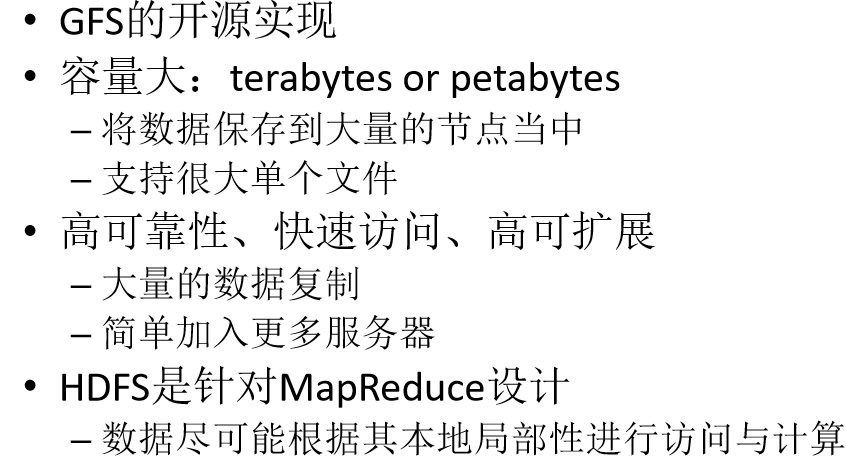 • GFS的开源实现
• 容量大：terabytes or petabytes
– 将数据保存到大量的节点当中
– 支持很大单个文件
• 高可靠性、快速访问、高可扩展
– 大量的数据复制
– 简单加入更多服务器
• HDFS是针对MapReduce设计
– 数据尽可能根据其本地局部性进行访问与计算